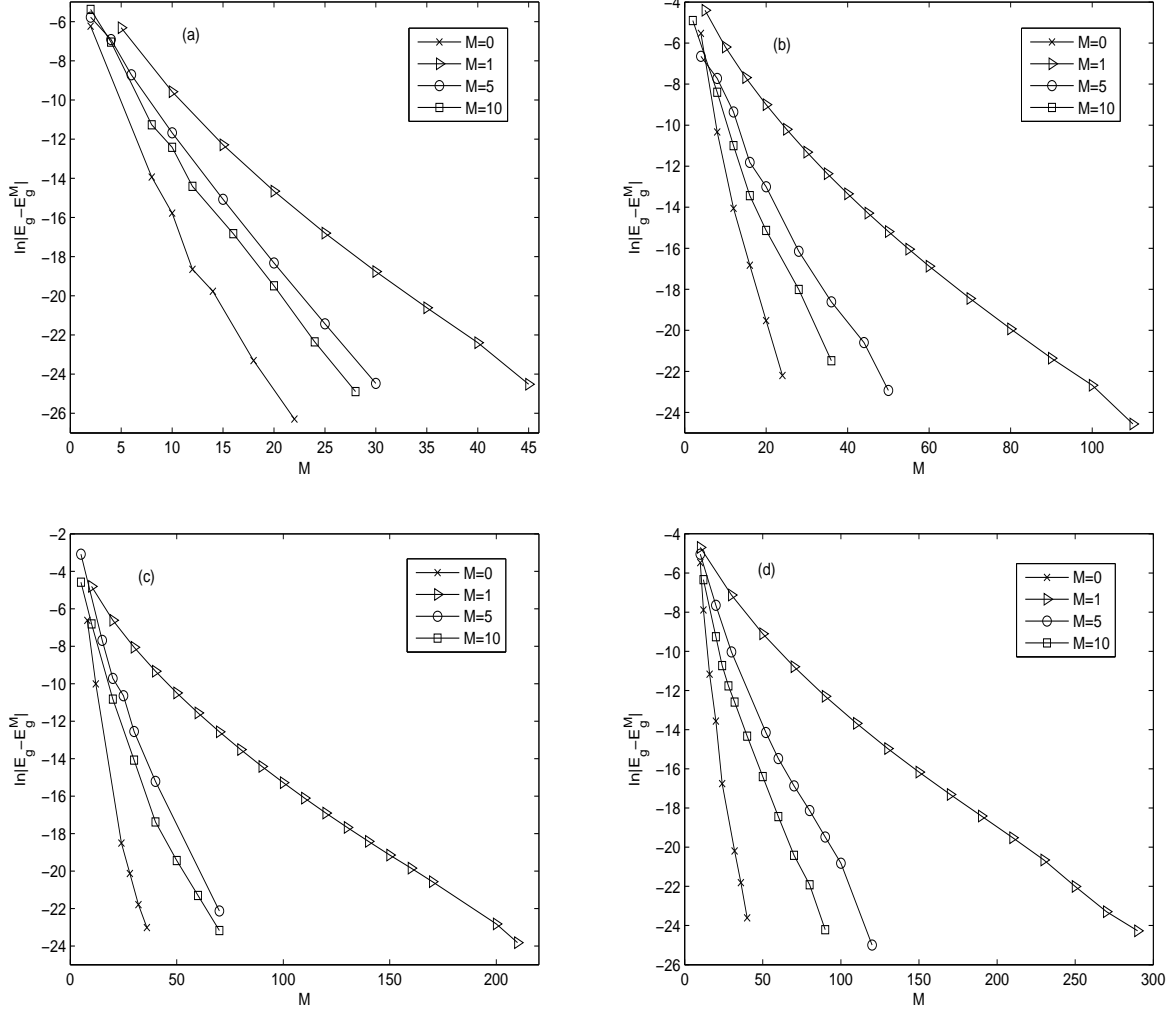 −6
−8
−10
−12
−14
−16
−18
−20
−22
−24
−26
0
5
10
15
20
25
30
35
40
45
M
ln|E_g−E_g^M|
(a)
M=0
M=1
M=5
M=10
−4
−6
−8
−10
−12
−14
−16
−18
−20
−22
−24
0
20
40
60
80
100
M
ln|E_g−E_g^M|
(b)
M=0
M=1
M=5
M=10
−2
−4
−6
−8
−10
−12
−14
−16
−18
−20
−22
−24
0
50
100
150
200
M
ln|E_g−E_g^M|
(c)
M=0
M=1
M=5
M=10
−4
−6
−8
−10
−12
−14
−16
−18
−20
−22
−24
−26
0
50
100
150
200
250
300
M
ln|E_g−E_g^M|
(d)
M=0
M=1
M=5
M=10